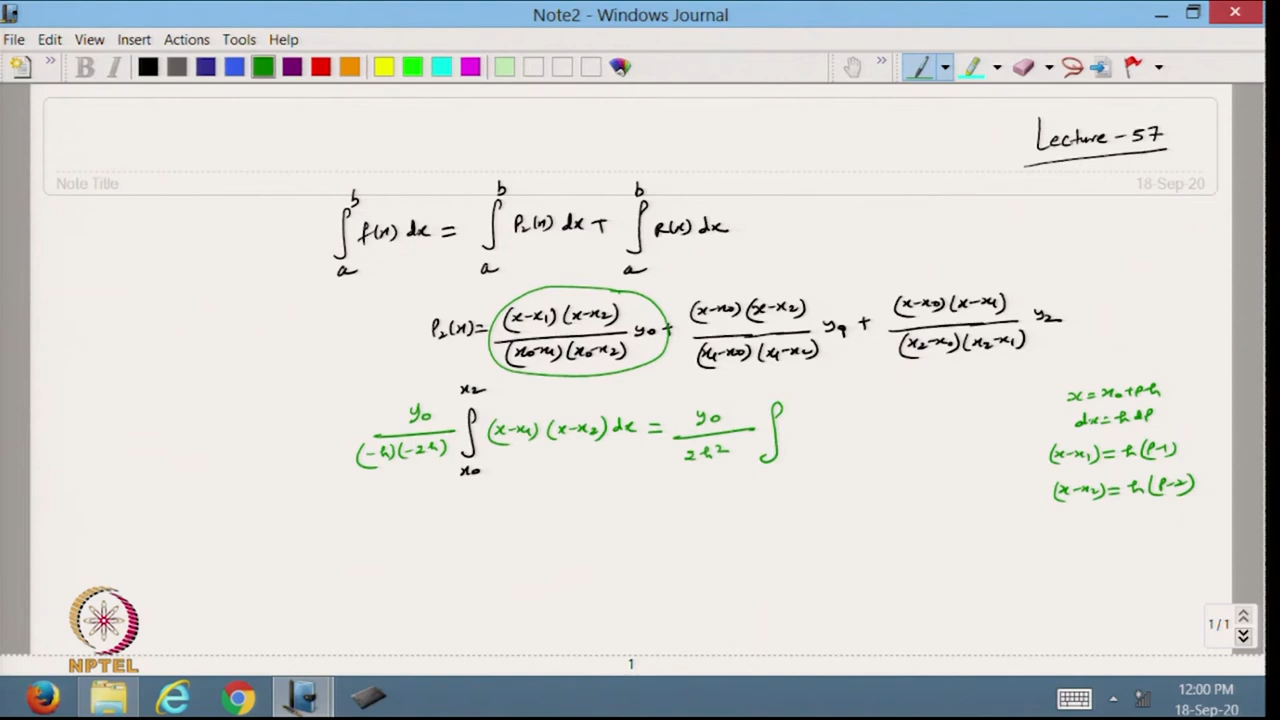 Note2 - Windows Journal
File Edit View Insert Actions Tools Help
Lecture - 57
Note Title 18-Sep-20
∫_a^b f(x) dx = ∫_a^b P₂(x) dx + ∫_a^b R(x) dx
P₂(x) = (x-x₁)(x-x₂)/(x₀-x₁)(x₀-x₂) y₀ + (x-x₀)(x-x₂)/(x₁-x₀)(x₁-x₂) y₁ + (x-x₀)(x-x₁)/(x₂-x₀)(x₂-x₁) y₂
y₀/(-h)(-2h) ∫_x₀^x₂ (x-x₁)(x-x₂) dx = y₀/2h² ∫
x = x₀+ph
dx = h dp
(x-x₁) = h(p-1)
(x-x₂) = h(p-2)
NPTEL
1/1
1
12:00 PM
18-Sep-20